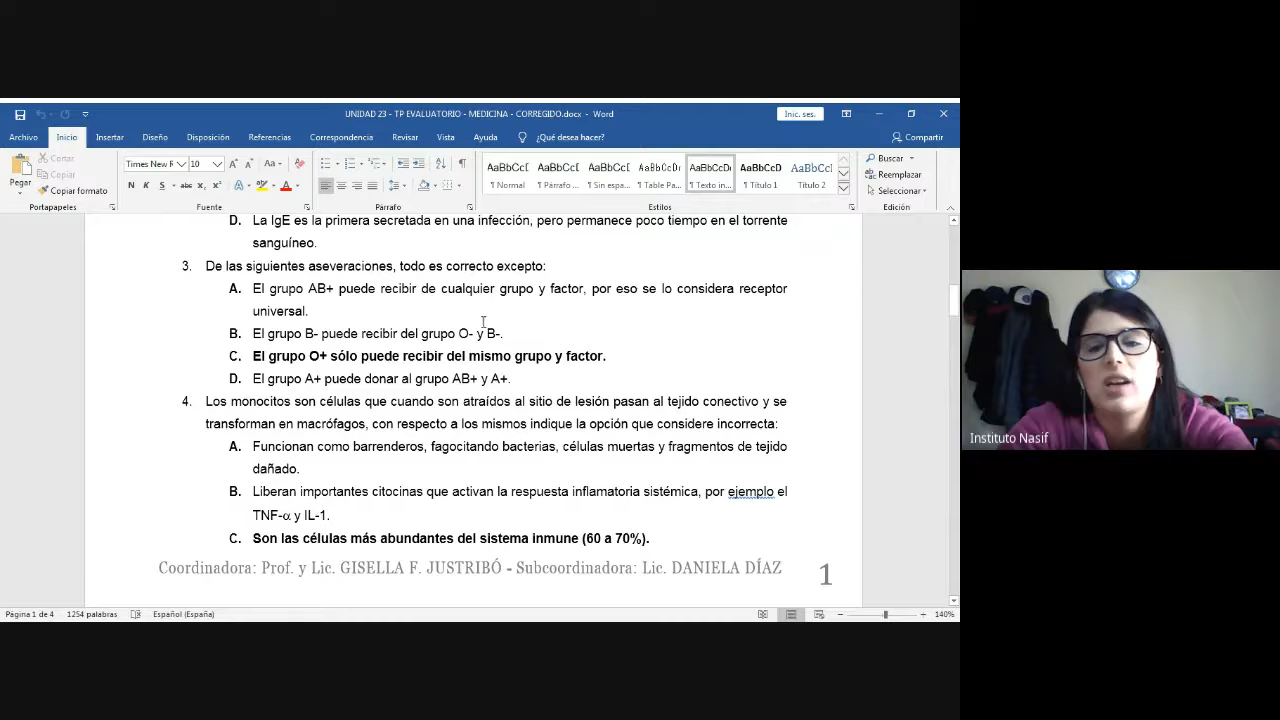 UNIDAD 23 - TP EVALUATORIO - MEDICINA - CORREGIDO.docx - Word
Inic. ses.
Archivo Inicio Insertar Diseño Disposición Referencias Correspondencia Revisar Vista Ayuda ¿Qué desea hacer? Compartir
Pegar
Cortar
Copiar
Copiar formato
Portapapeles
Times New R 10
N K S abc x₂ x²
Fuente
Párrafo
AaBbCcI AaBbCcI AaBbCcI AaBbCcDr AaBbCcDı AaBbCcDı AaBbCcI
¶ Normal ¶ Párrafo ... ¶ Sin espa... ¶ Table Pa... ¶ Texto in... ¶ Título 1 Título 2
Estilos
Buscar
Reemplazar
Seleccionar
Edición
D. La IgE es la primera secretada en una infección, pero permanece poco tiempo en el torrente
sanguíneo.
3. De las siguientes aseveraciones, todo es correcto excepto:
A. El grupo AB+ puede recibir de cualquier grupo y factor, por eso se lo considera receptor
universal.
B. El grupo B- puede recibir del grupo O- y B-.
C. El grupo O+ sólo puede recibir del mismo grupo y factor.
D. El grupo A+ puede donar al grupo AB+ y A+.
4. Los monocitos son células que cuando son atraídos al sitio de lesión pasan al tejido conectivo y se
transforman en macrófagos, con respecto a los mismos indique la opción que considere incorrecta:
A. Funcionan como barrenderos, fagocitando bacterias, células muertas y fragmentos de tejido
dañado.
B. Liberan importantes citocinas que activan la respuesta inflamatoria sistémica, por ejemplo el
TNF-α y IL-1.
C. Son las células más abundantes del sistema inmune (60 a 70%).
Coordinadora: Prof. y Lic. GISELLA F. JUSTRIBÓ - Subcoordinadora: Lic. DANIELA DÍAZ 1
Página 1 de 4 1254 palabras Español (España) 140%
Instituto Nasif